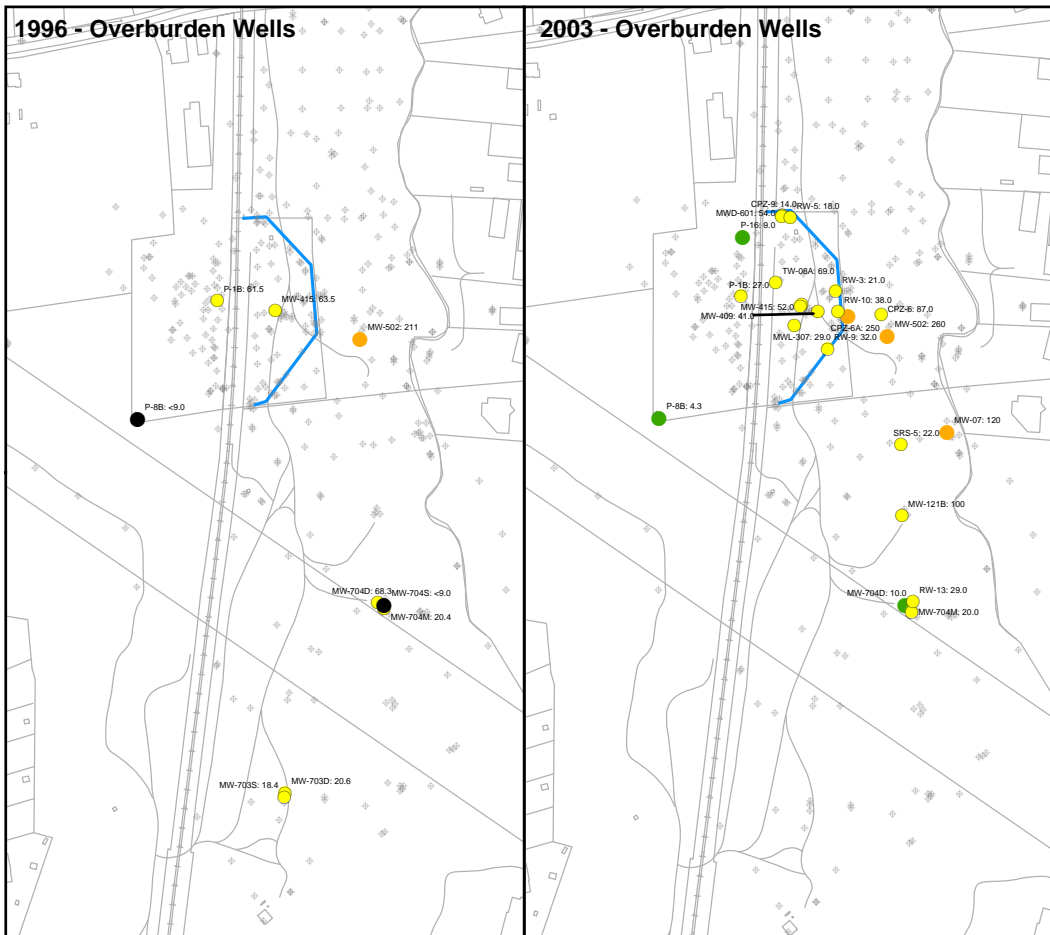 1996 - Overburden Wells
P-1B: 61.5
MW-415: 63.5
MW-502: 211
P-8B: <9.0
MW-704D: 68.3
MW-704S: <9.0
MW-704M: 20.4
MW-703S: 18.4
MW-703D: 20.6
2003 - Overburden Wells
CPZ-9: 14.0
RW-5: 18.0
MWD-601: 54.0
P-16: 9.0
TW-08A: 69.0
P-1B: 27.0
RW-3: 21.0
MW-415: 52.0
RW-10: 38.0
MW-409: 41.0
CPZ-6: 87.0
CPZ-6A: 250
MW-502: 260
MWL-307: 29.0
RW-9: 32.0
P-8B: 4.3
MW-07: 120
SRS-5: 22.0
MW-121B: 100
MW-704D: 10.0
RW-13: 29.0
MW-704M: 20.0